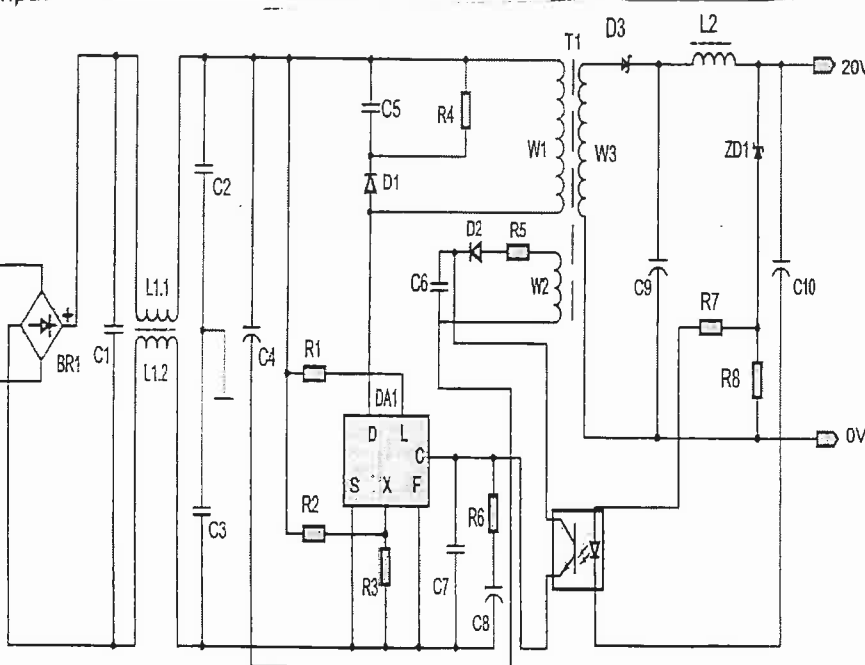 D3
L2
T1
20V
C5
R4
W1
W3
ZD1
C2
D1
D2
R5
C6
W2
C9
C10
L1.1
R7
BR1
C1
L1.2
C4
R1
R8
DA1
D L
C
0V
S X F
R2
R6
C3
R3
C7
C8